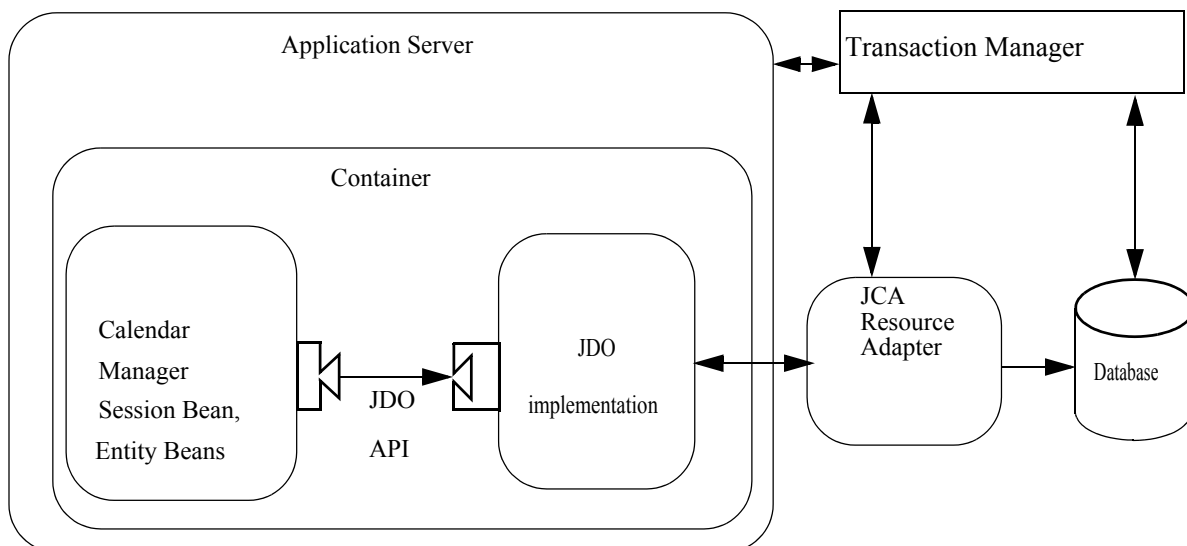 Application Server
Transaction Manager
Container
Calendar
Manager
Session Bean,
Entity Beans
JDO
API
JDO
implementation
JCA
Resource
Adapter
Database